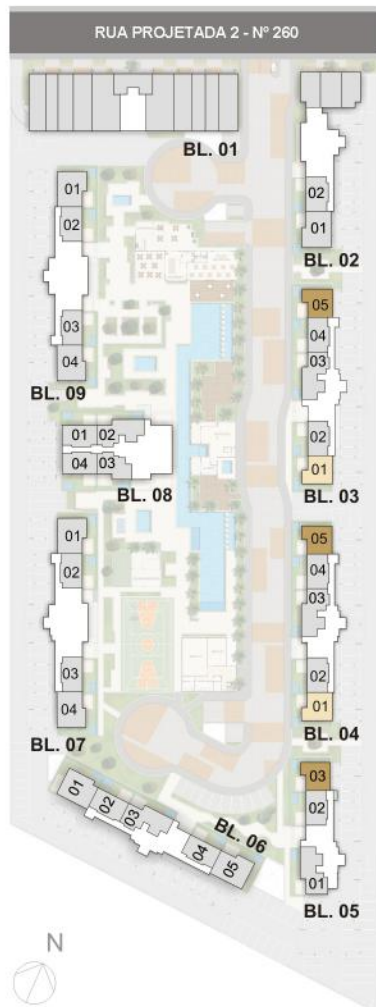 RUA PROJETADA 2 - Nº 260
BL. 01
02
01
BL. 02
01
02
03
04
BL. 09
05
04
03
02
01
BL. 03
01 02
04 03
BL. 08
01
02
03
04
BL. 07
05
04
03
02
01
BL. 04
01
02
03
04
05
BL. 06
03
02
01
BL. 05
N